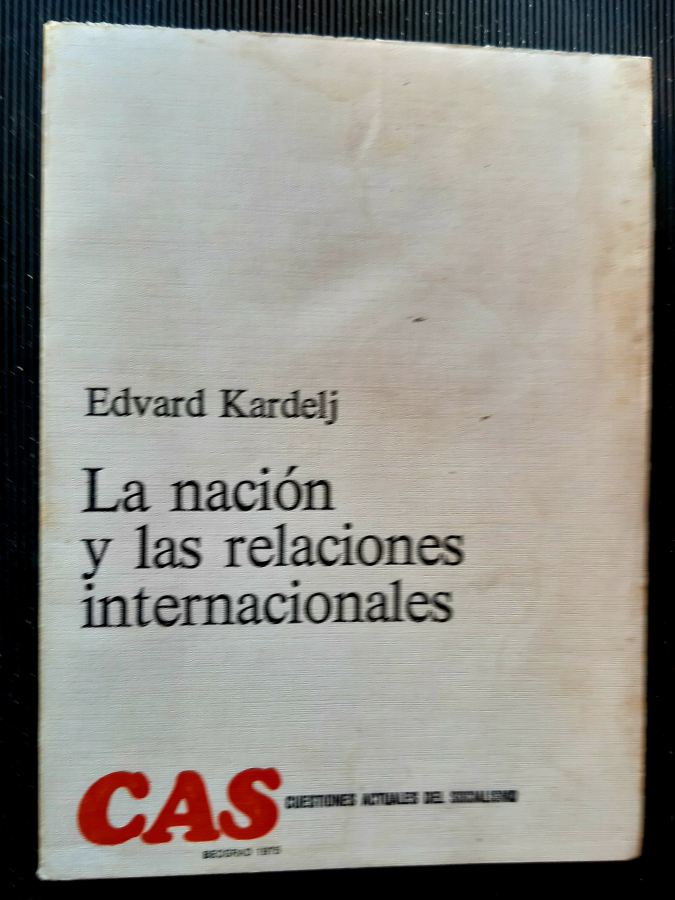 Edvard Kardelj
La nación
y las relaciones
internacionales
CAS CUESTIONES ACTUALES DEL SOCIALISMO
BEOGRAD 1975